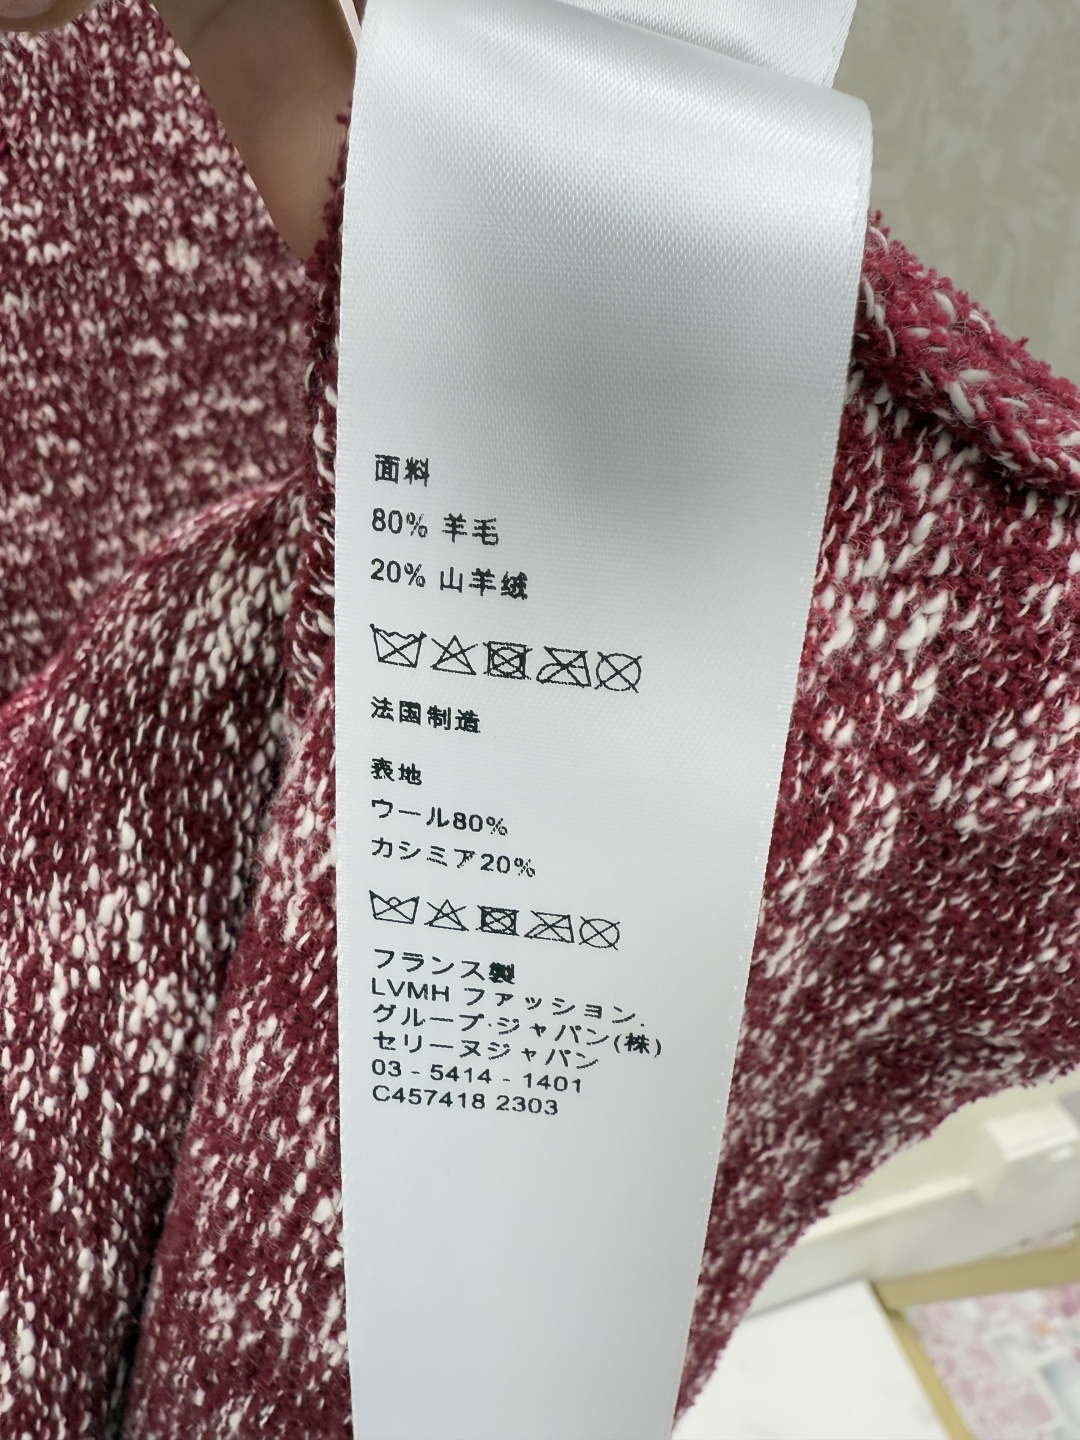 面料
80% 羊毛
20% 山羊绒
法国制造
表地
ウール80%
カシミア20%
フランス製
LVMH ファッション.
グループ·ジャパン(株)
セリーヌジャパン
03 - 5414 - 1401
C457418 2303